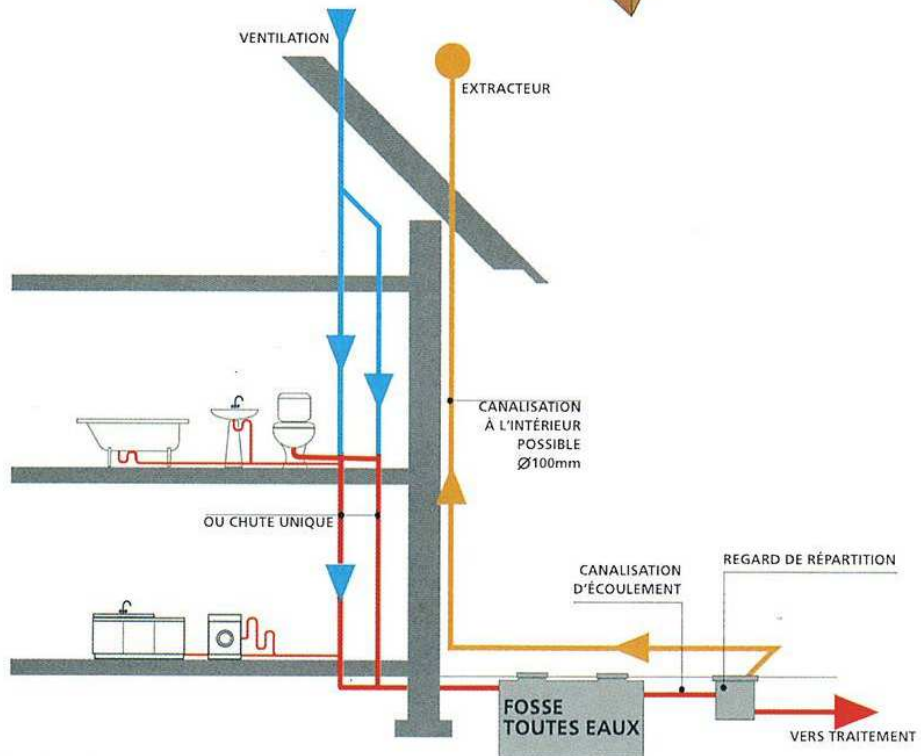 VENTILATION
EXTRACTEUR
CANALISATION
À L'INTÉRIEUR
POSSIBLE
Ø100mm
OU CHUTE UNIQUE
CANALISATION
D'ÉCOULEMENT
REGARD DE RÉPARTITION
FOSSE
TOUTES EAUX
VERS TRAITEMENT